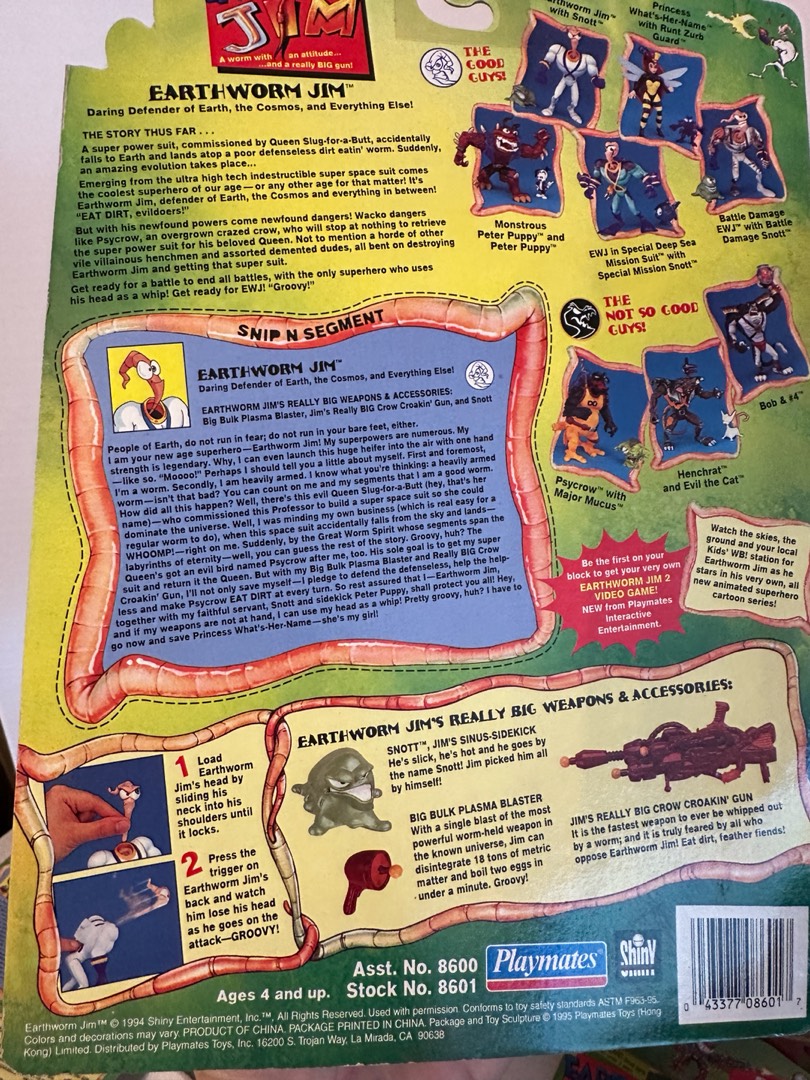 JIM
A worm with an attitude...
...and a really BIG gun!
EARTHWORM JIM™
Daring Defender of Earth, the Cosmos, and Everything Else!
THE STORY THUS FAR . . .
A super power suit, commissioned by Queen Slug-for-a-Butt, accidentally
falls to Earth and lands atop a poor defenseless dirt eatin' worm. Suddenly,
an amazing evolution takes place...
Emerging from the ultra high tech indestructible super space suit comes
the coolest superhero of our age—or any other age for that matter! It's
Earthworm Jim, defender of Earth, the Cosmos and everything in between!
"EAT DIRT, evildoers!"
But with his newfound powers come newfound dangers! Wacko dangers
like Psycrow, an overgrown crazed crow, who will stop at nothing to retrieve
the super power suit for his beloved Queen. Not to mention a horde of other
vile villainous henchmen and assorted demented dudes, all bent on destroying
Earthworm Jim and getting that super suit.
Get ready for a battle to end all battles, with the only superhero who uses
his head as a whip! Get ready for EWJ! "Groovy!"
THE
GOOD
GUYS!
Earthworm Jim™
with Snott™
Princess
What's-Her-Name™
with Runt Zurb
Guard™
Monstrous
Peter Puppy™ and
Peter Puppy™
EWJ in Special Deep Sea
Mission Suit™ with
Special Mission Snott™
Battle Damage
EWJ™ with Battle
Damage Snott™
THE
NOT SO GOOD
GUYS!
Psycrow™ with
Major Mucus™
Henchrat™
and Evil the Cat™
Bob & #4™
SNIP N SEGMENT
EARTHWORM JIM™
Daring Defender of Earth, the Cosmos, and Everything Else!
EARTHWORM JIM'S REALLY BIG WEAPONS & ACCESSORIES:
Big Bulk Plasma Blaster, Jim's Really BIG Crow Croakin' Gun, and Snott
People of Earth, do not run in fear; do not run in your bare feet, either.
I am your new age superhero—Earthworm Jim! My superpowers are numerous. My
strength is legendary. Why, I can even launch this huge heifer into the air with one hand
—like so. "Moooo!" Perhaps I should tell you a little about myself. First and foremost,
I'm a worm. Secondly, I am heavily armed. I know what you're thinking: a heavily armed
worm—isn't that bad? You can count on me and my segments that I am a good worm.
How did all this happen? Well, there's this evil Queen Slug-for-a-Butt (hey, that's her
name)—who commissioned this Professor to build a super space suit so she could
dominate the universe. Well, I was minding my own business (which is real easy for a
regular worm to do), when this space suit accidentally falls from the sky and lands—
WHOOMP!—right on me. Suddenly, by the Great Worm Spirit whose segments span the
labyrinths of eternity—well, you can guess the rest of the story. Groovy, huh? The
Queen's got an evil bird named Psycrow after me, too. His sole goal is to get my super
suit and return it the Queen. But with my Big Bulk Plasma Blaster and Really BIG Crow
Croakin' Gun, I'll not only save myself—I pledge to defend the defenseless, help the help-
less and make Psycrow EAT DIRT at every turn. So rest assured that I—Earthworm Jim,
together with my faithful servant, Snott and sidekick Peter Puppy, shall protect you all! Hey,
and if my weapons are not at hand, I can use my head as a whip! Pretty groovy, huh? I have to
go now and save Princess What's-Her-Name—she's my girl!
Be the first on your
block to get your very own
EARTHWORM JIM 2
VIDEO GAME!
NEW from Playmates
Interactive
Entertainment.
Watch the skies, the
ground and your local
Kids' WB! station for
Earthworm Jim as he
stars in his very own, all
new animated superhero
cartoon series!
1 Load
Earthworm
Jim's head by
sliding his
neck into his
shoulders until
it locks.
2 Press the
trigger on
Earthworm Jim's
back and watch
him lose his head
as he goes on the
attack—GROOVY!
EARTHWORM JIM'S REALLY BIG WEAPONS & ACCESSORIES:
SNOTT™, JIM'S SINUS-SIDEKICK
He's slick, he's hot and he goes by
the name Snott! Jim picked him all
by himself!
BIG BULK PLASMA BLASTER
With a single blast of the most
powerful worm-held weapon in
the known universe, Jim can
disintegrate 18 tons of metric
matter and boil two eggs in
under a minute. Groovy!
JIM'S REALLY BIG CROW CROAKIN' GUN
It is the fastest weapon to ever be whipped out
by a worm; and it is truly feared by all who
oppose Earthworm Jim! Eat dirt, feather fiends!
Asst. No. 8600
Ages 4 and up. Stock No. 8601
Playmates
Shiny
0 43377 08601 7
Earthworm Jim™ © 1994 Shiny Entertainment, Inc.™, All Rights Reserved. Used with permission. Conforms to toy safety standards ASTM F963-95.
Colors and decorations may vary. PRODUCT OF CHINA. PACKAGE PRINTED IN CHINA. Package and Toy Sculpture © 1995 Playmates Toys (Hong
Kong) Limited. Distributed by Playmates Toys, Inc. 16200 S. Trojan Way, La Mirada, CA 90638